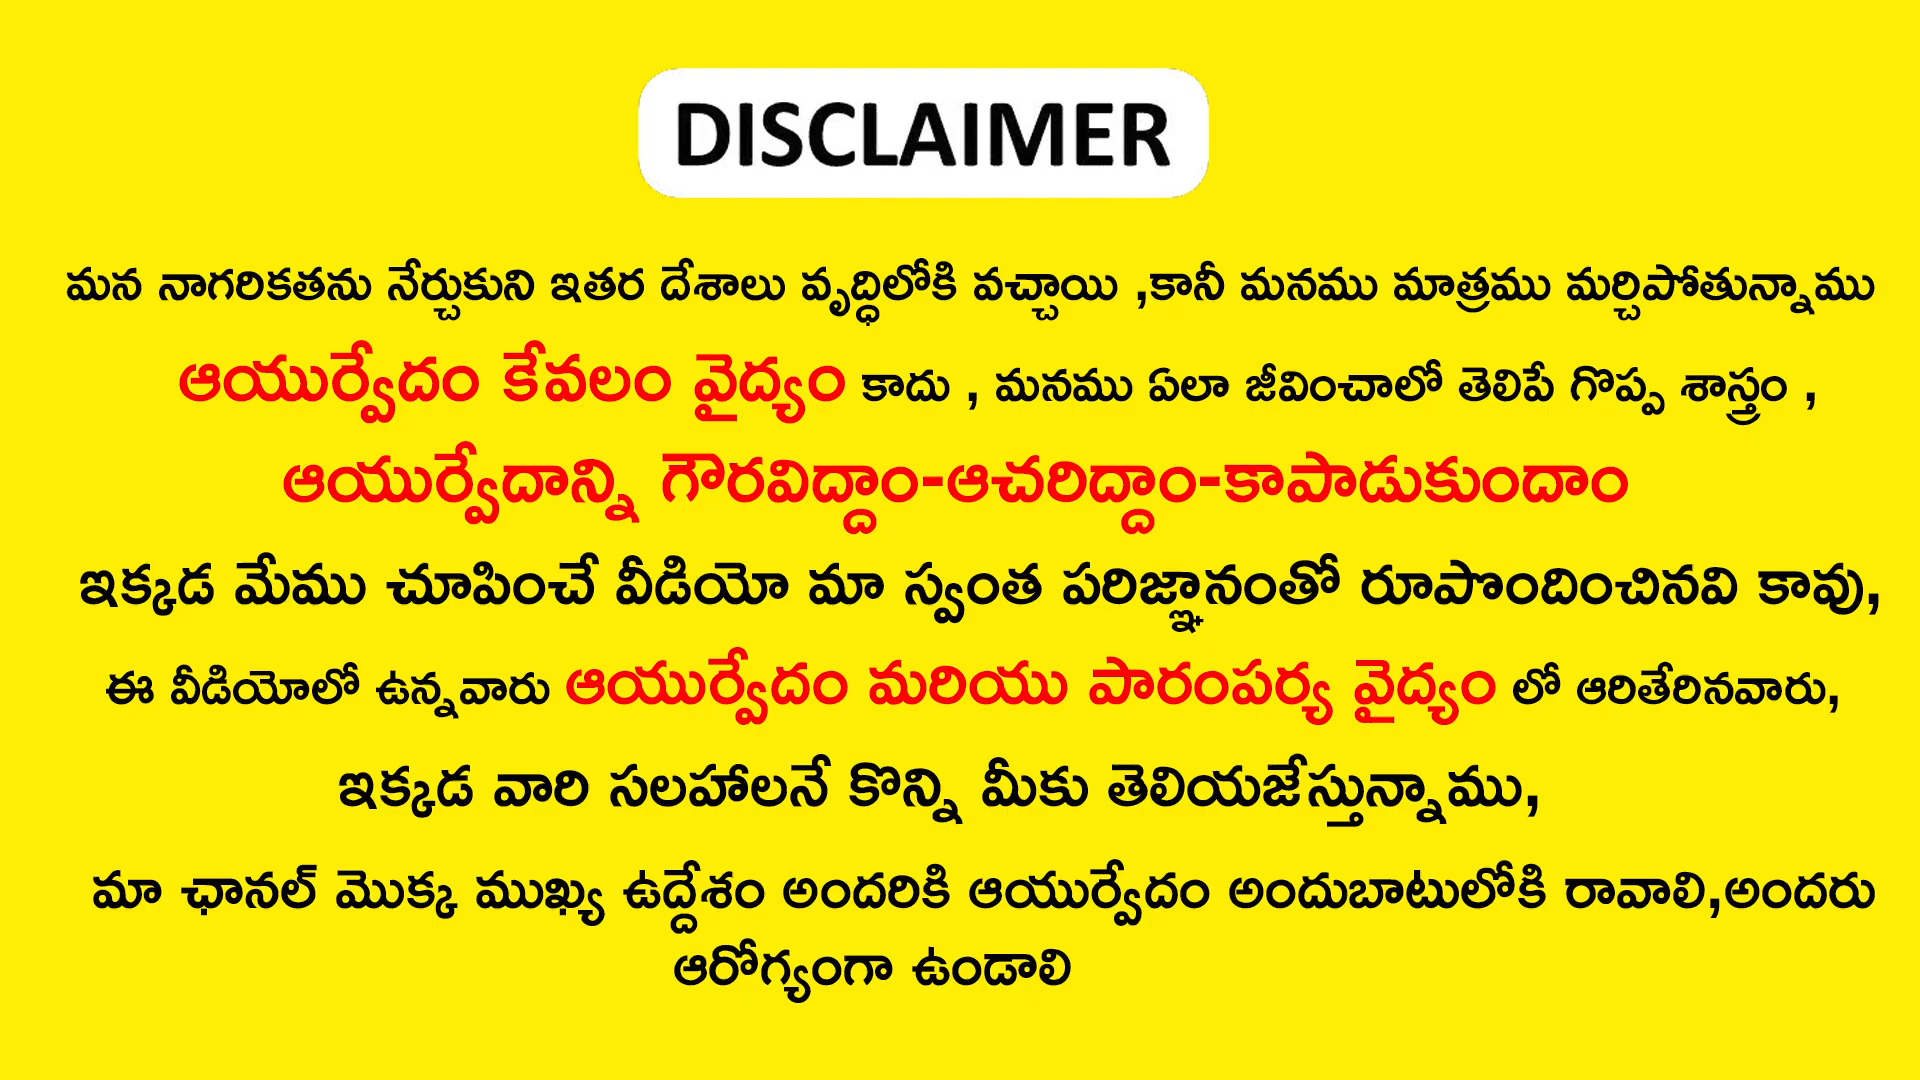 DISCLAIMER
మన నాగరికతను నేర్చుకుని ఇతర దేశాలు వృద్ధిలోకి వచ్చాయి ,కానీ మనము మాత్రము మర్చిపోతున్నాము
ఆయుర్వేదం కేవలం వైద్యం కాదు , మనము ఏలా జీవించాలో తెలిపే గొప్ప శాస్త్రం ,
ఆయుర్వేదాన్ని గౌరవిద్దాం-ఆచరిద్దాం-కాపాడుకుందాం
ఇక్కడ మేము చూపించే వీడియో మా స్వంత పరిజ్ఞానంతో రూపొందించినవి కావు,
ఈ వీడియోలో ఉన్నవారు ఆయుర్వేదం మరియు పారంపర్య వైద్యం లో ఆరితేరినవారు,
ఇక్కడ వారి సలహాలనే కొన్ని మీకు తెలియజేస్తున్నాము,
మా ఛానల్ మొక్క ముఖ్య ఉద్దేశం అందరికి ఆయుర్వేదం అందుబాటులోకి రావాలి,అందరు
ఆరోగ్యంగా ఉండాలి